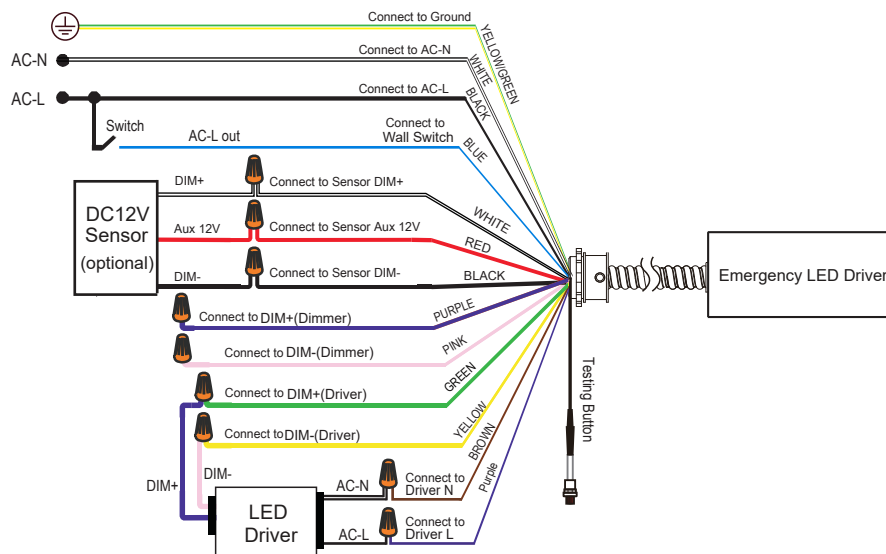 Connect to Ground
YELLOW/GREEN
AC-N
Connect to AC-N
WHITE
AC-L
Connect to AC-L
BLACK
Switch
AC-L out
Connect to
Wall Switch
BLUE
DC12V
Sensor
(optional)
DIM+
Connect to Sensor DIM+
WHITE
Aux 12V
Connect to Sensor Aux 12V
RED
DIM-
Connect to Sensor DIM-
BLACK
Emergency LED Driver
Connect to DIM+(Dimmer)
PURPLE
Connect to DIM-(Dimmer)
PINK
Connect to DIM+(Driver)
GREEN
Connect to DIM-(Driver)
YELLOW
Testing Button
DIM+
DIM-
LED
Driver
AC-N
Connect to
Driver N
BROWN
AC-L
Connect to
Driver L
Purple